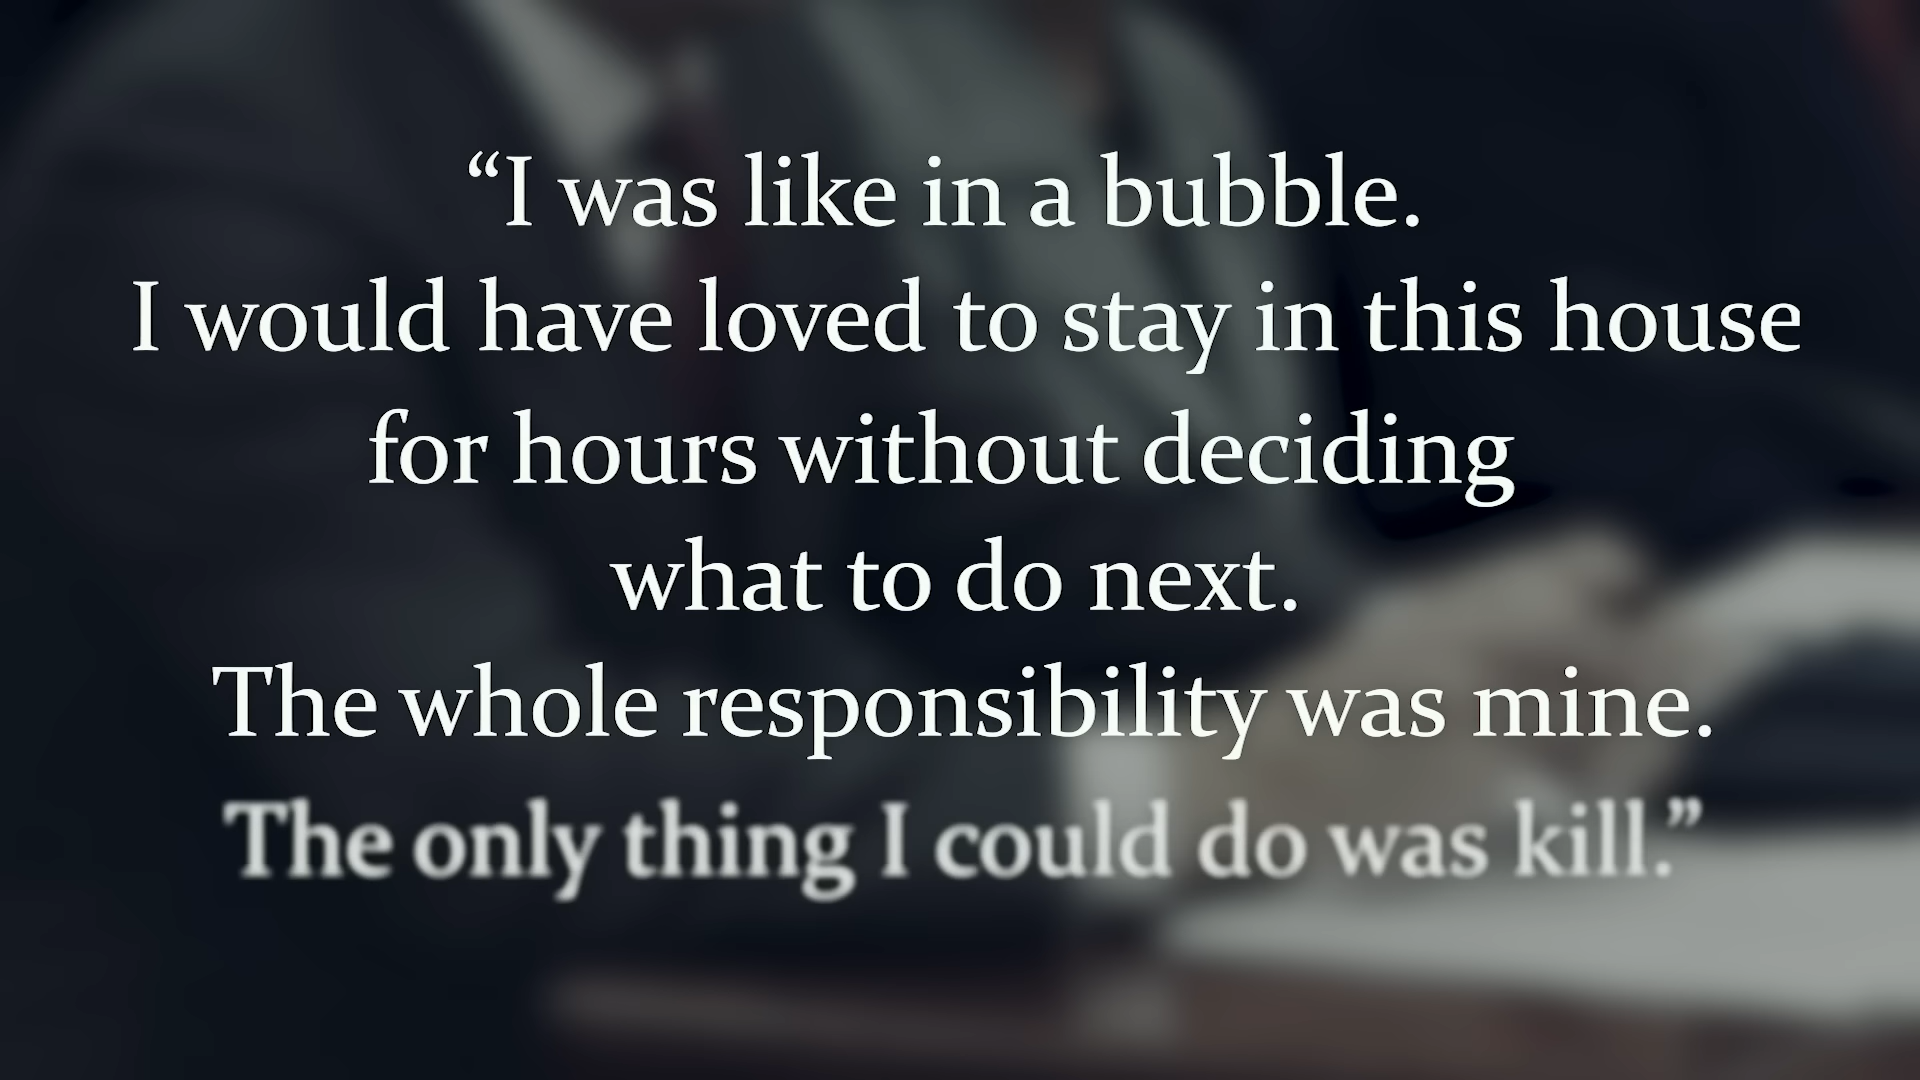 “I was like in a bubble.
I would have loved to stay in this house
for hours without deciding
what to do next.
The whole responsibility was mine.
The only thing I could do was kill.”